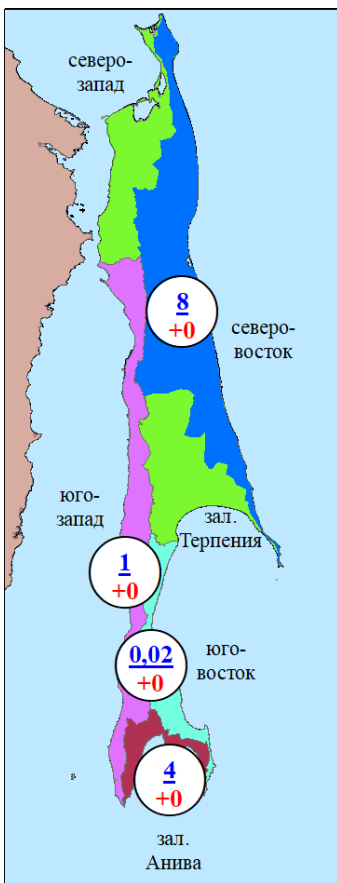 северо-
запад
8
+0
северо-
восток
юго-
запад
зал.
Терпения
1
+0
0,02
+0
юго-
восток
4
+0
зал.
Анива